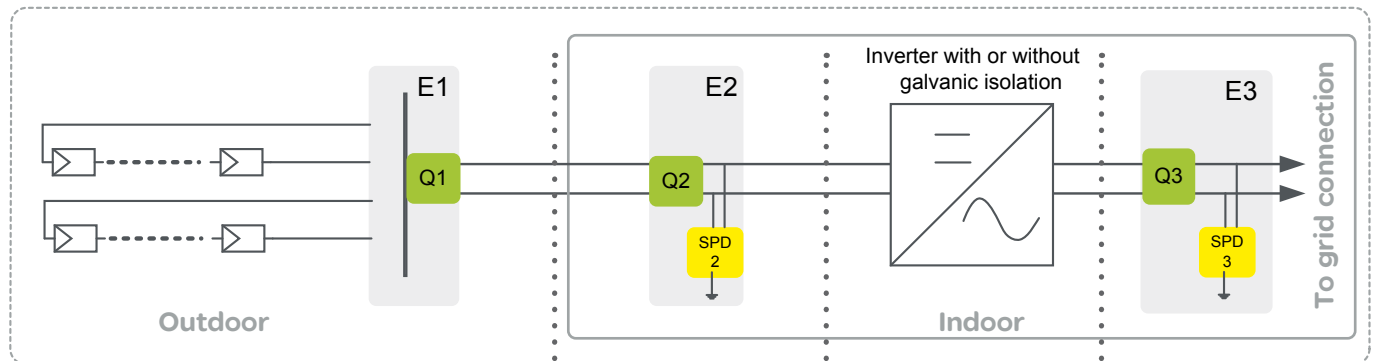 Inverter with or without
galvanic isolation
E1
E2
E3
Q1
Q2
Q3
SPD
2
SPD
3
To grid connection
Outdoor
Indoor